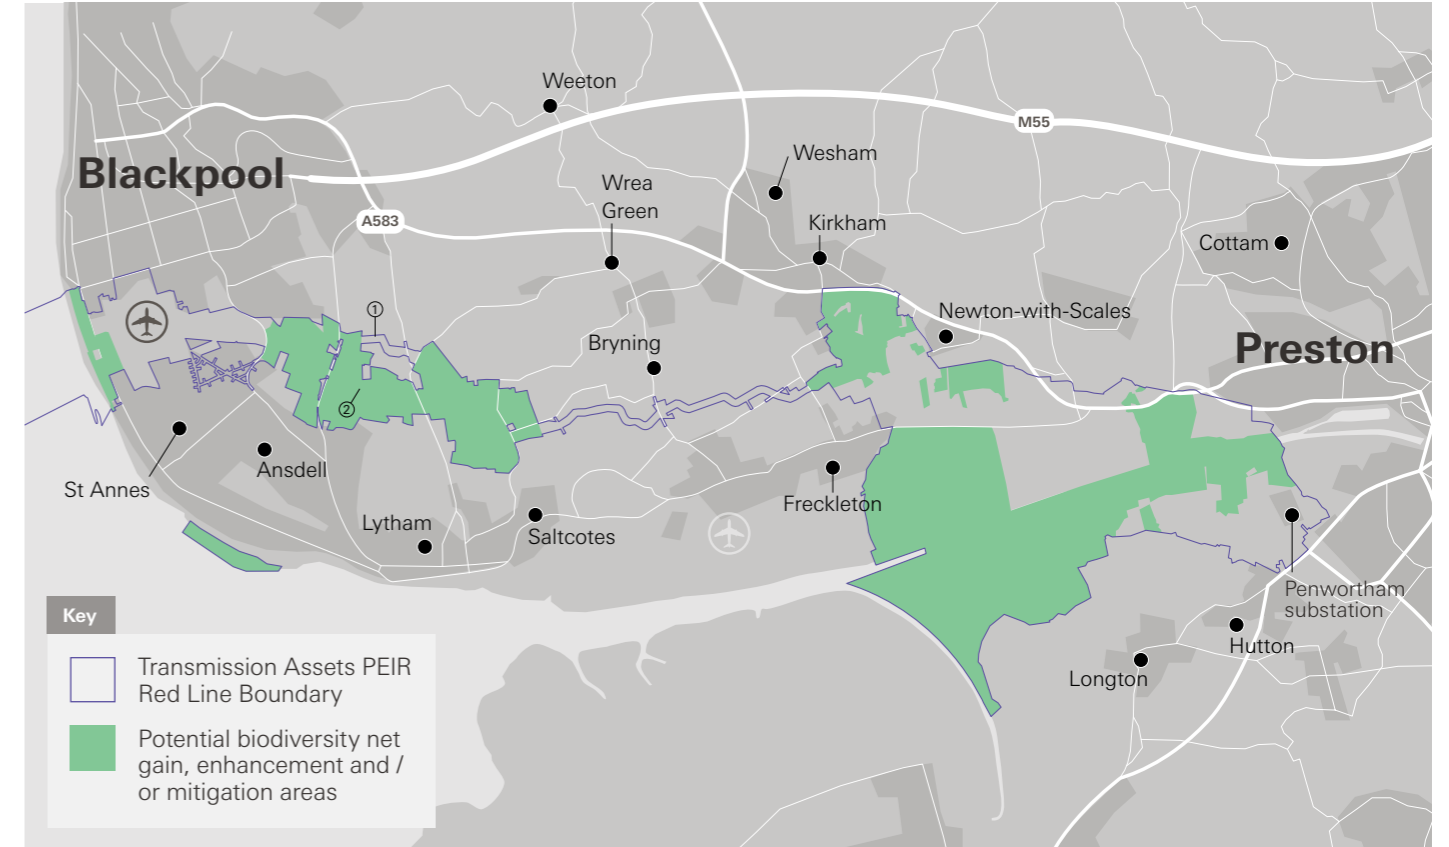 Weeton
M55
Wesham
Blackpool
Wrea
Green
A583
Kirkham
Cottam
1
Newton-with-Scales
Bryning
Preston
2
St Annes
Ansdell
Freckleton
Lytham
Saltcotes
Penwortham
substation
Hutton
Longton
Key
Transmission Assets PEIR
Red Line Boundary
Potential biodiversity net
gain, enhancement and /
or mitigation areas